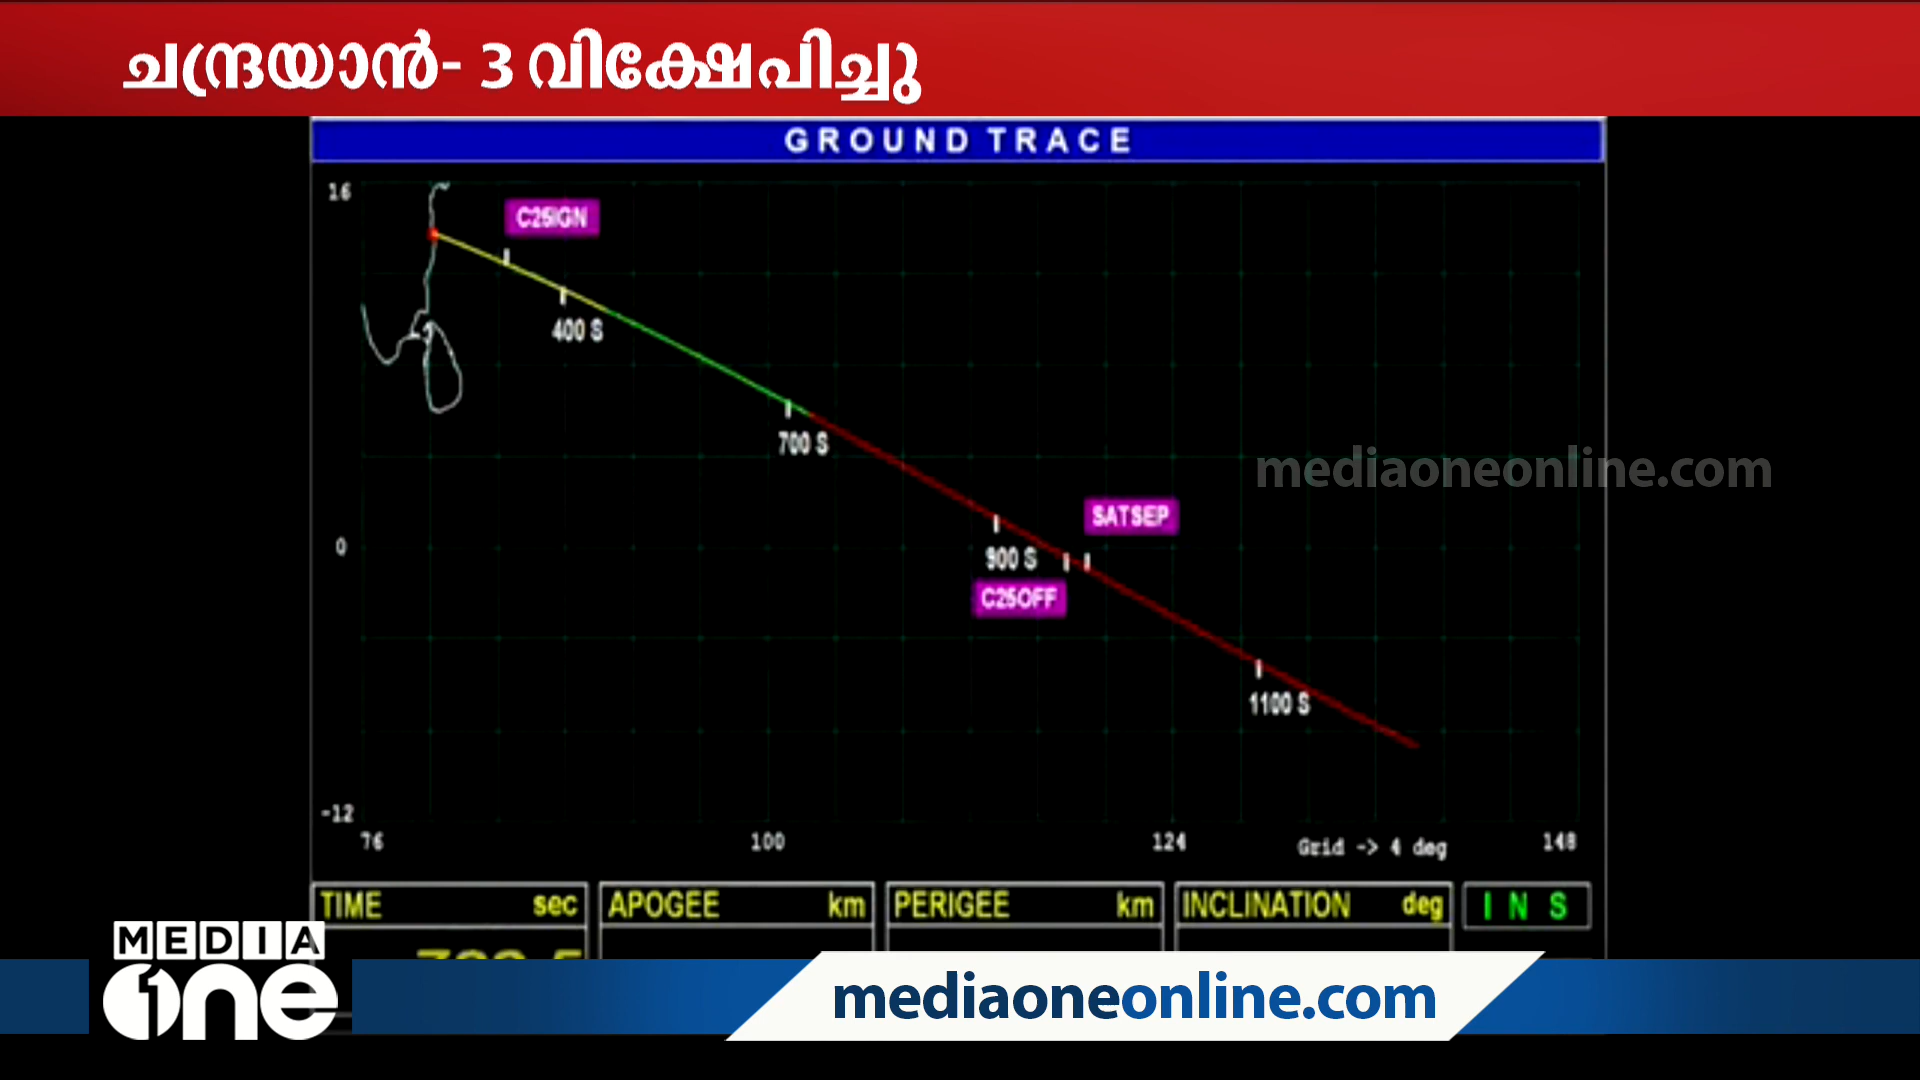 ചന്ദ്രയാൻ- 3 വിക്ഷേപിച്ചു
GROUND TRACE
16
C25IGN
400 S
700 S
mediaoneonline.com
SATSEP
0
900 S
C25OFF
1100 S
-12
76
100
124
Grid -> 4 deg
148
TIME sec
APOGEE km
PERIGEE km
INCLINATION deg
I N S
MEDIA
one
mediaoneonline.com